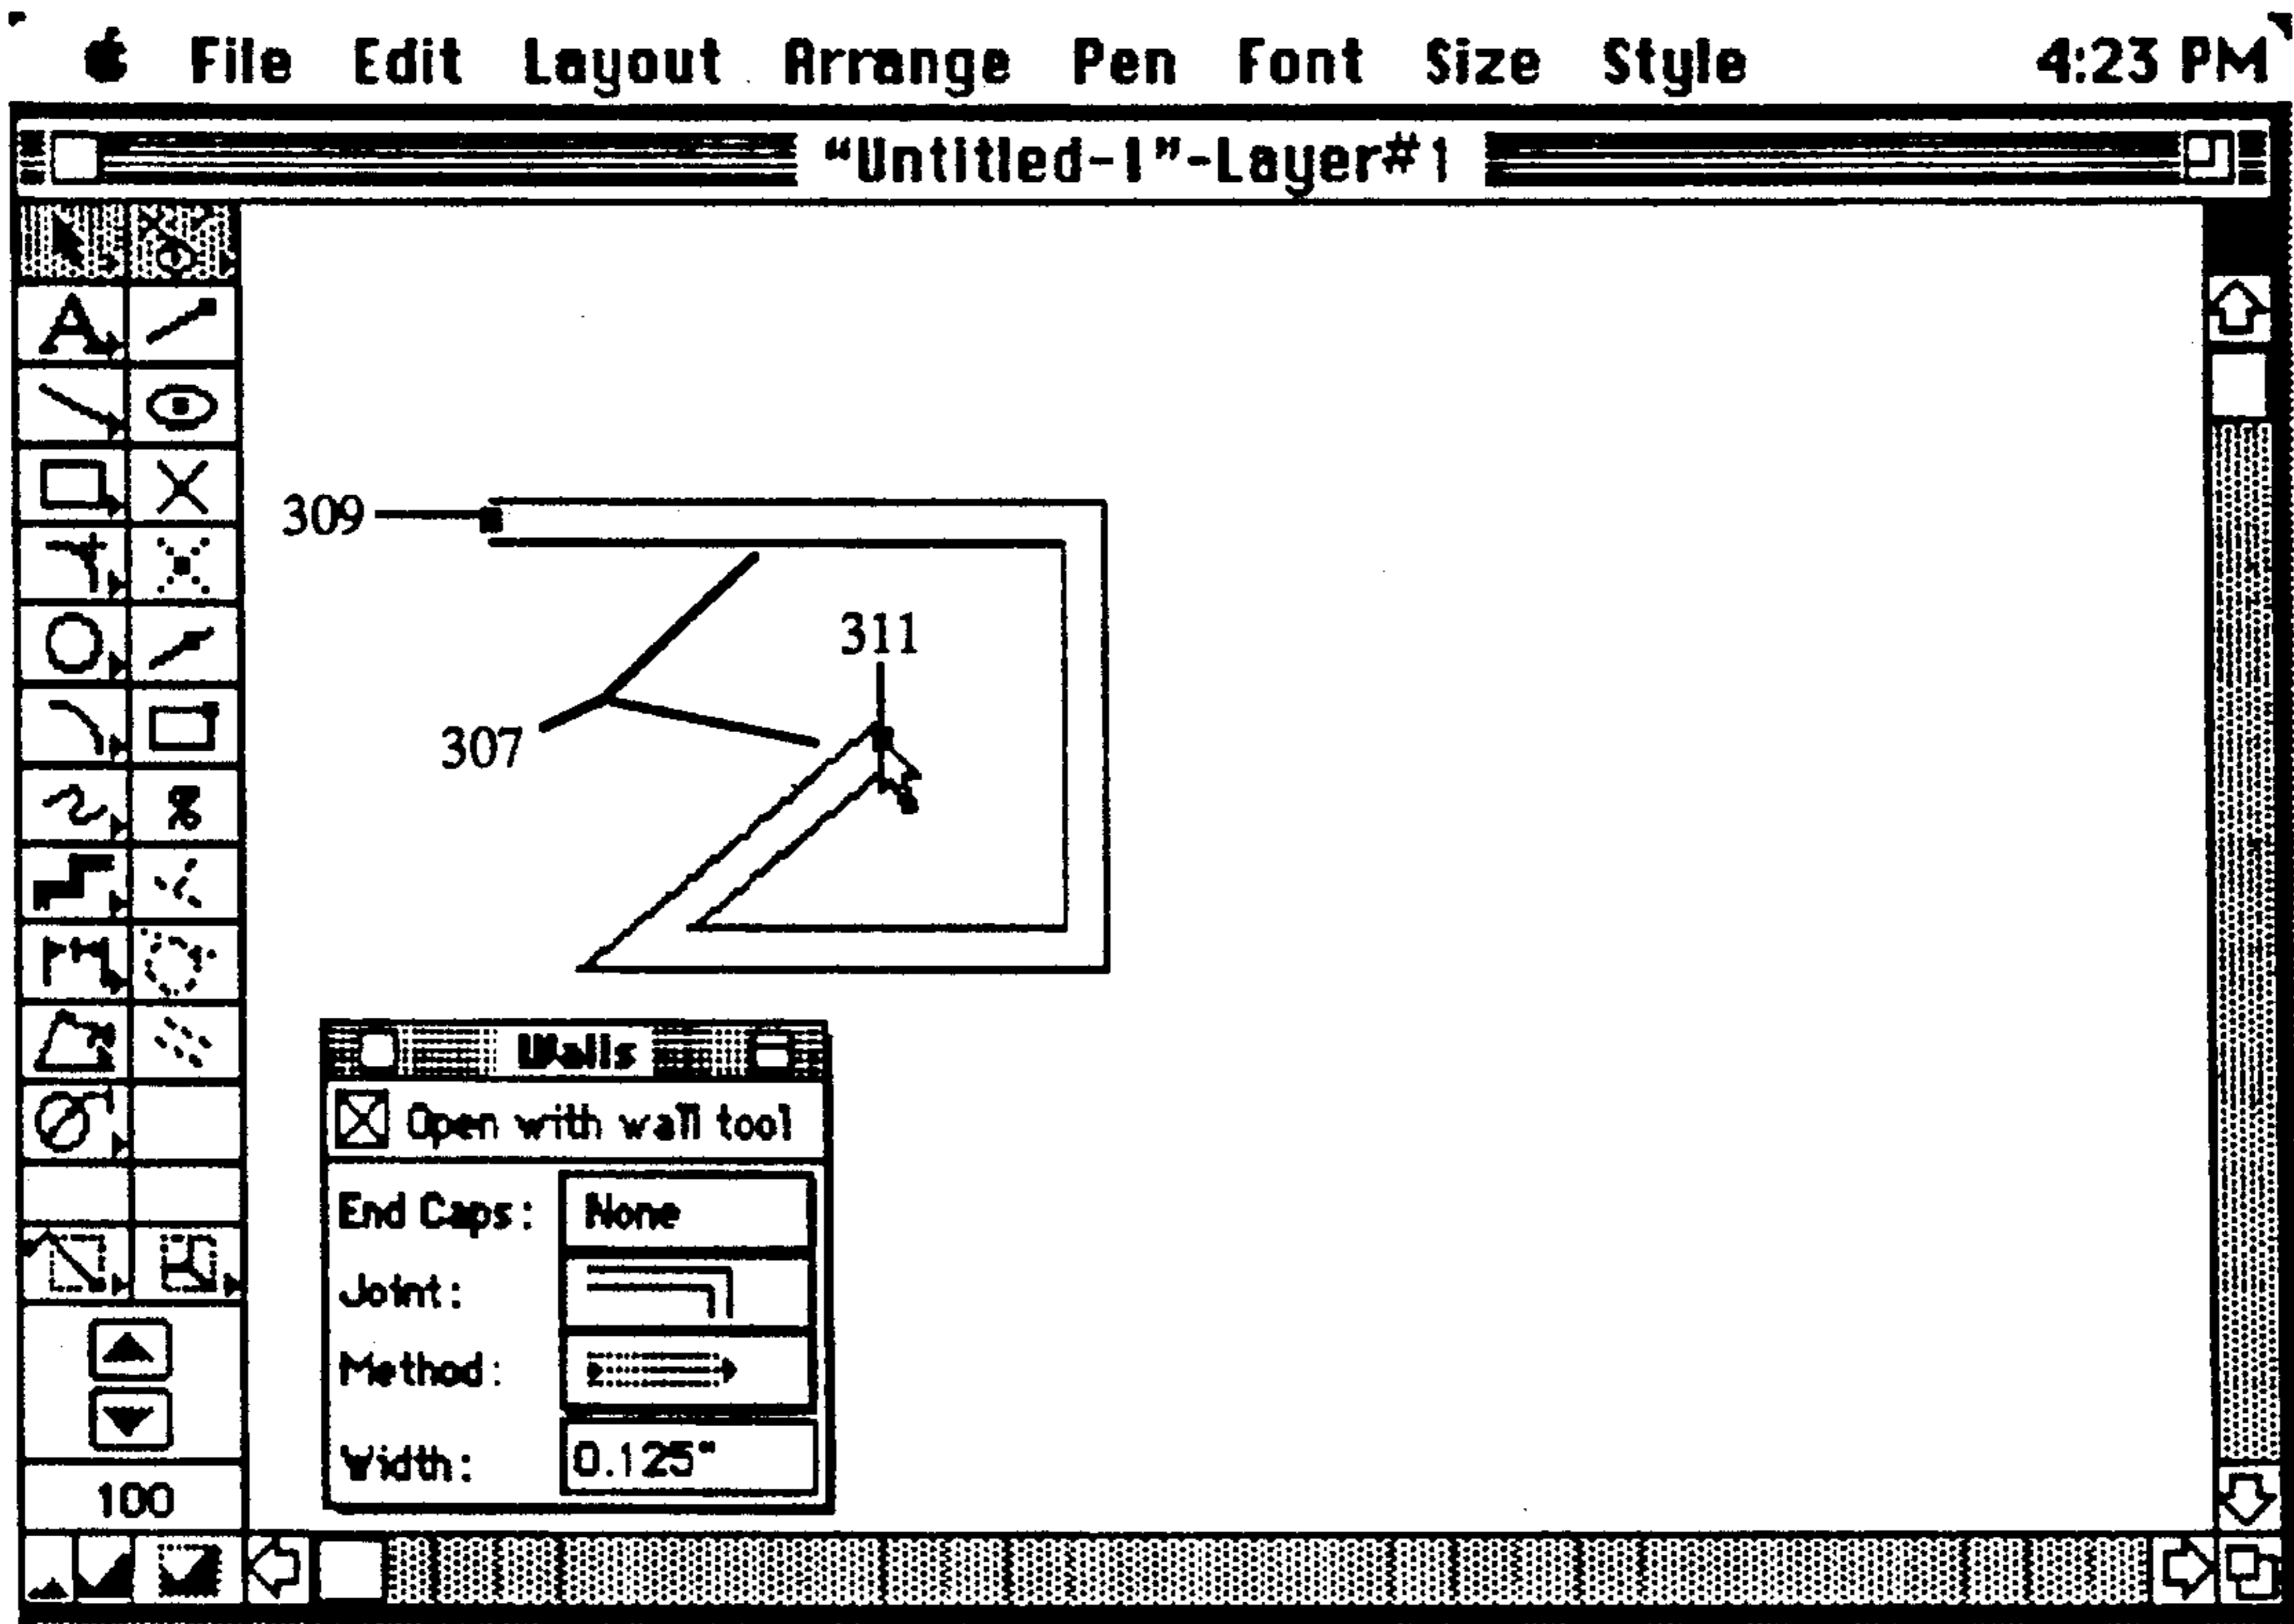 File Edit Layout Arrange Pen Font Size Style 4:23 PM
“Untitled-1”-Layer#1
309
311
307
Walls
Open with wall tool
End Caps: None
Joint:
Method:
Width: 0.125"
100